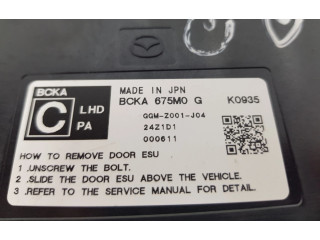 BCKA
C LHD
PA
MADE IN JPN
BCKA 675M0 G K0935
GGM-Z001-J04
24Z1D1
000611
HOW TO REMOVE DOOR ESU
1 .UNSCREW THE BOLT.
2 .SLIDE THE DOOR ESU ABOVE THE VEHICLE.
3 .REFER TO THE SERVICE MANUAL FOR DETAIL.